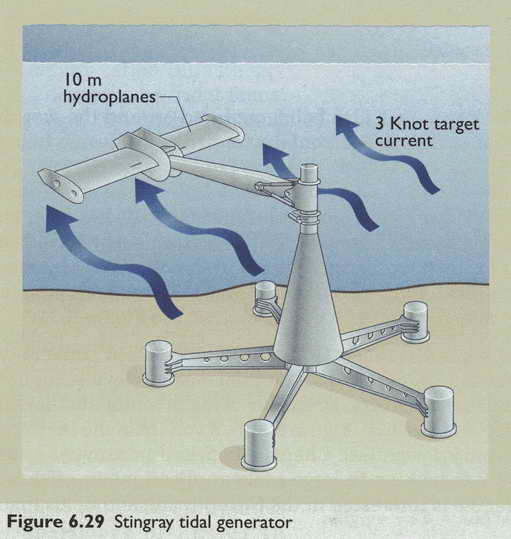 10 m
hydroplanes
3 Knot target
current
Figure 6.29 Stingray tidal generator